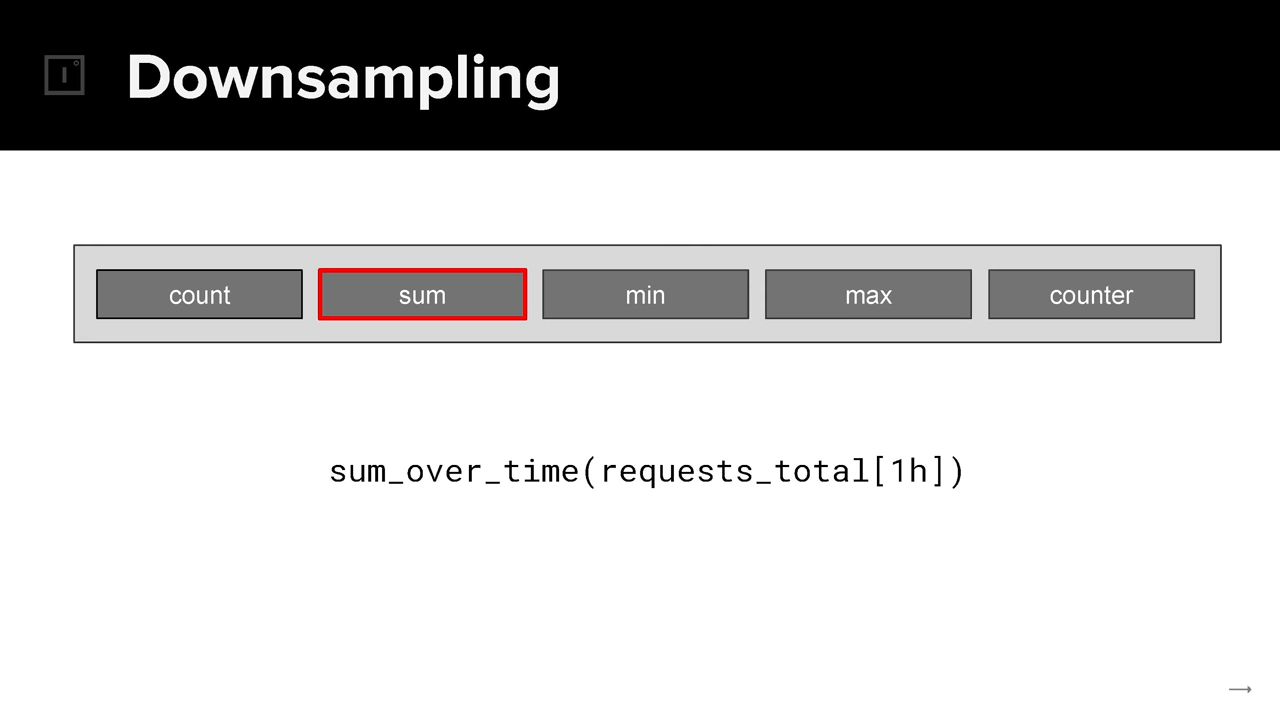 Downsampling
count sum min max counter
sum_over_time(requests_total[1h])